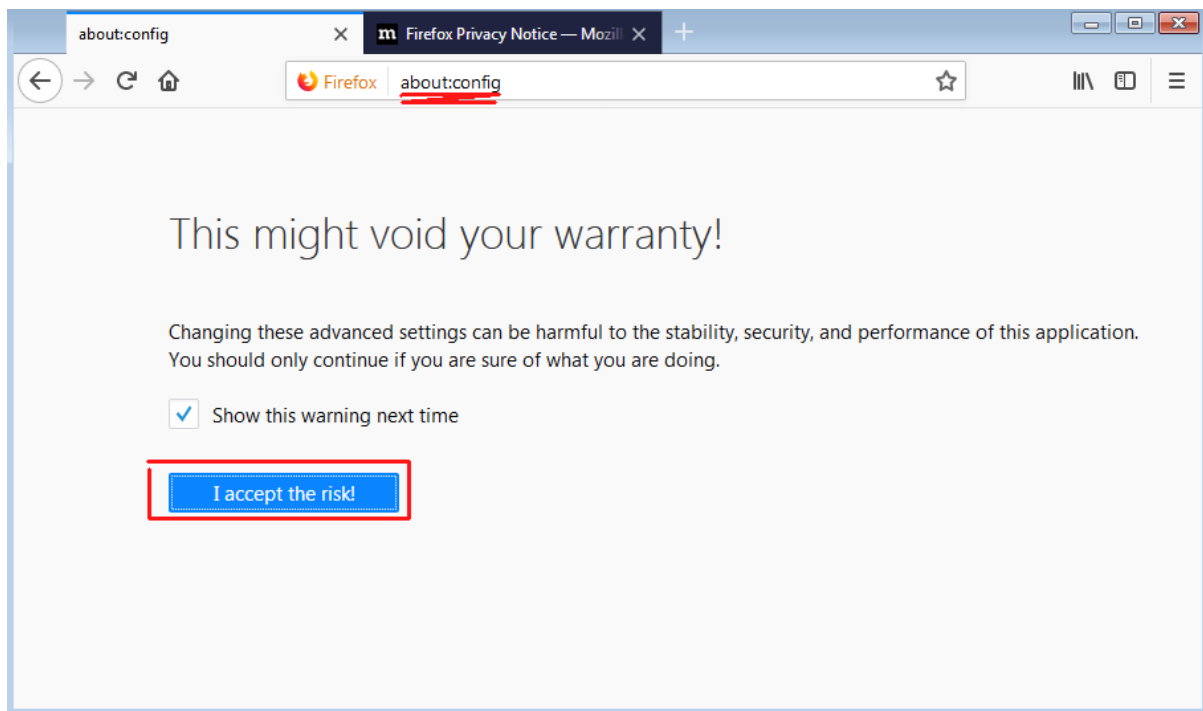 about:config
m Firefox Privacy Notice — Mozill
Firefox about:config
This might void your warranty!
Changing these advanced settings can be harmful to the stability, security, and performance of this application.
You should only continue if you are sure of what you are doing.
Show this warning next time
I accept the risk!